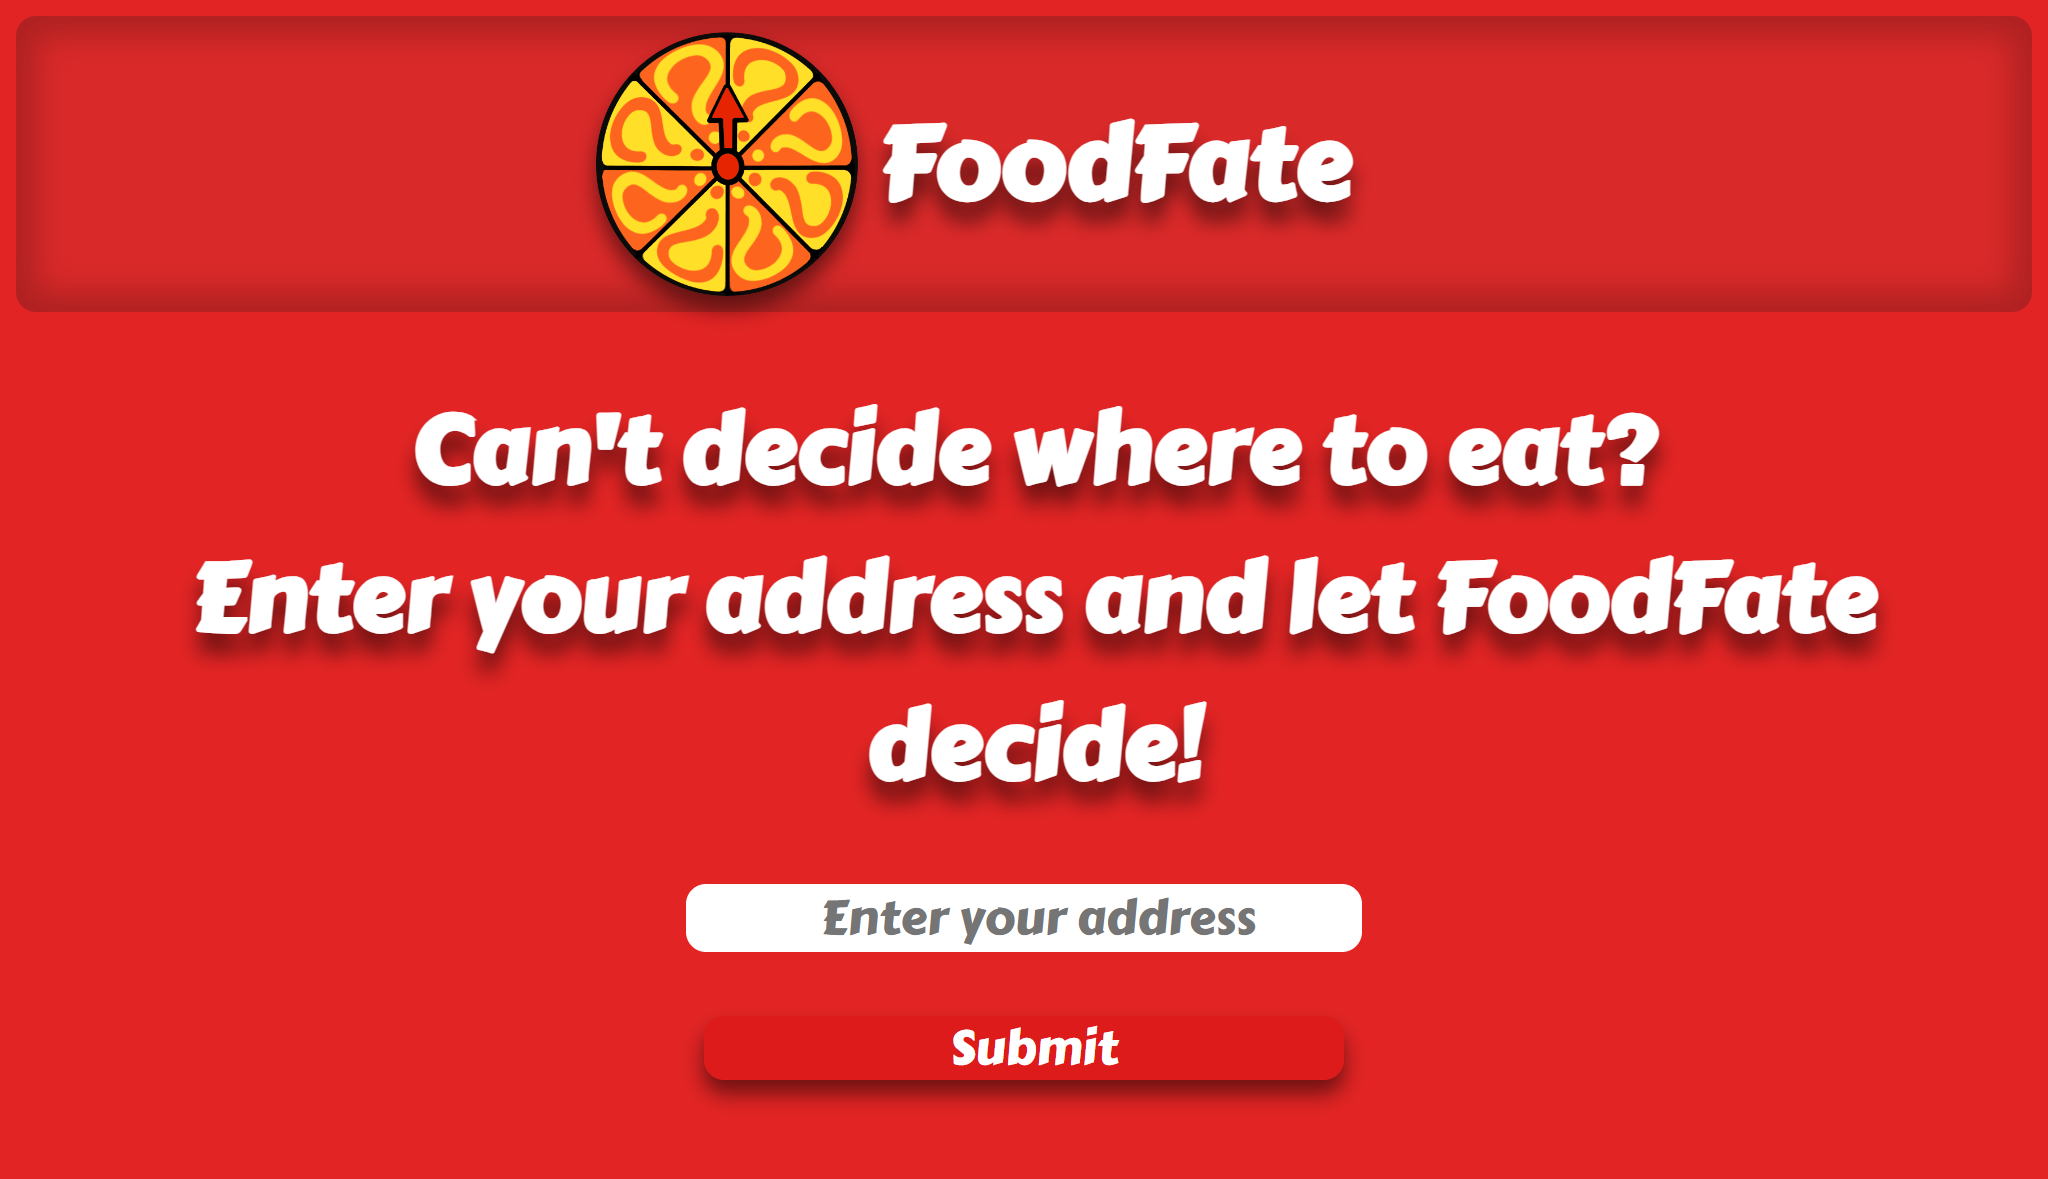 FoodFate
Can't decide where to eat?
Enter your address and let FoodFate
decide!
Enter your address
Submit